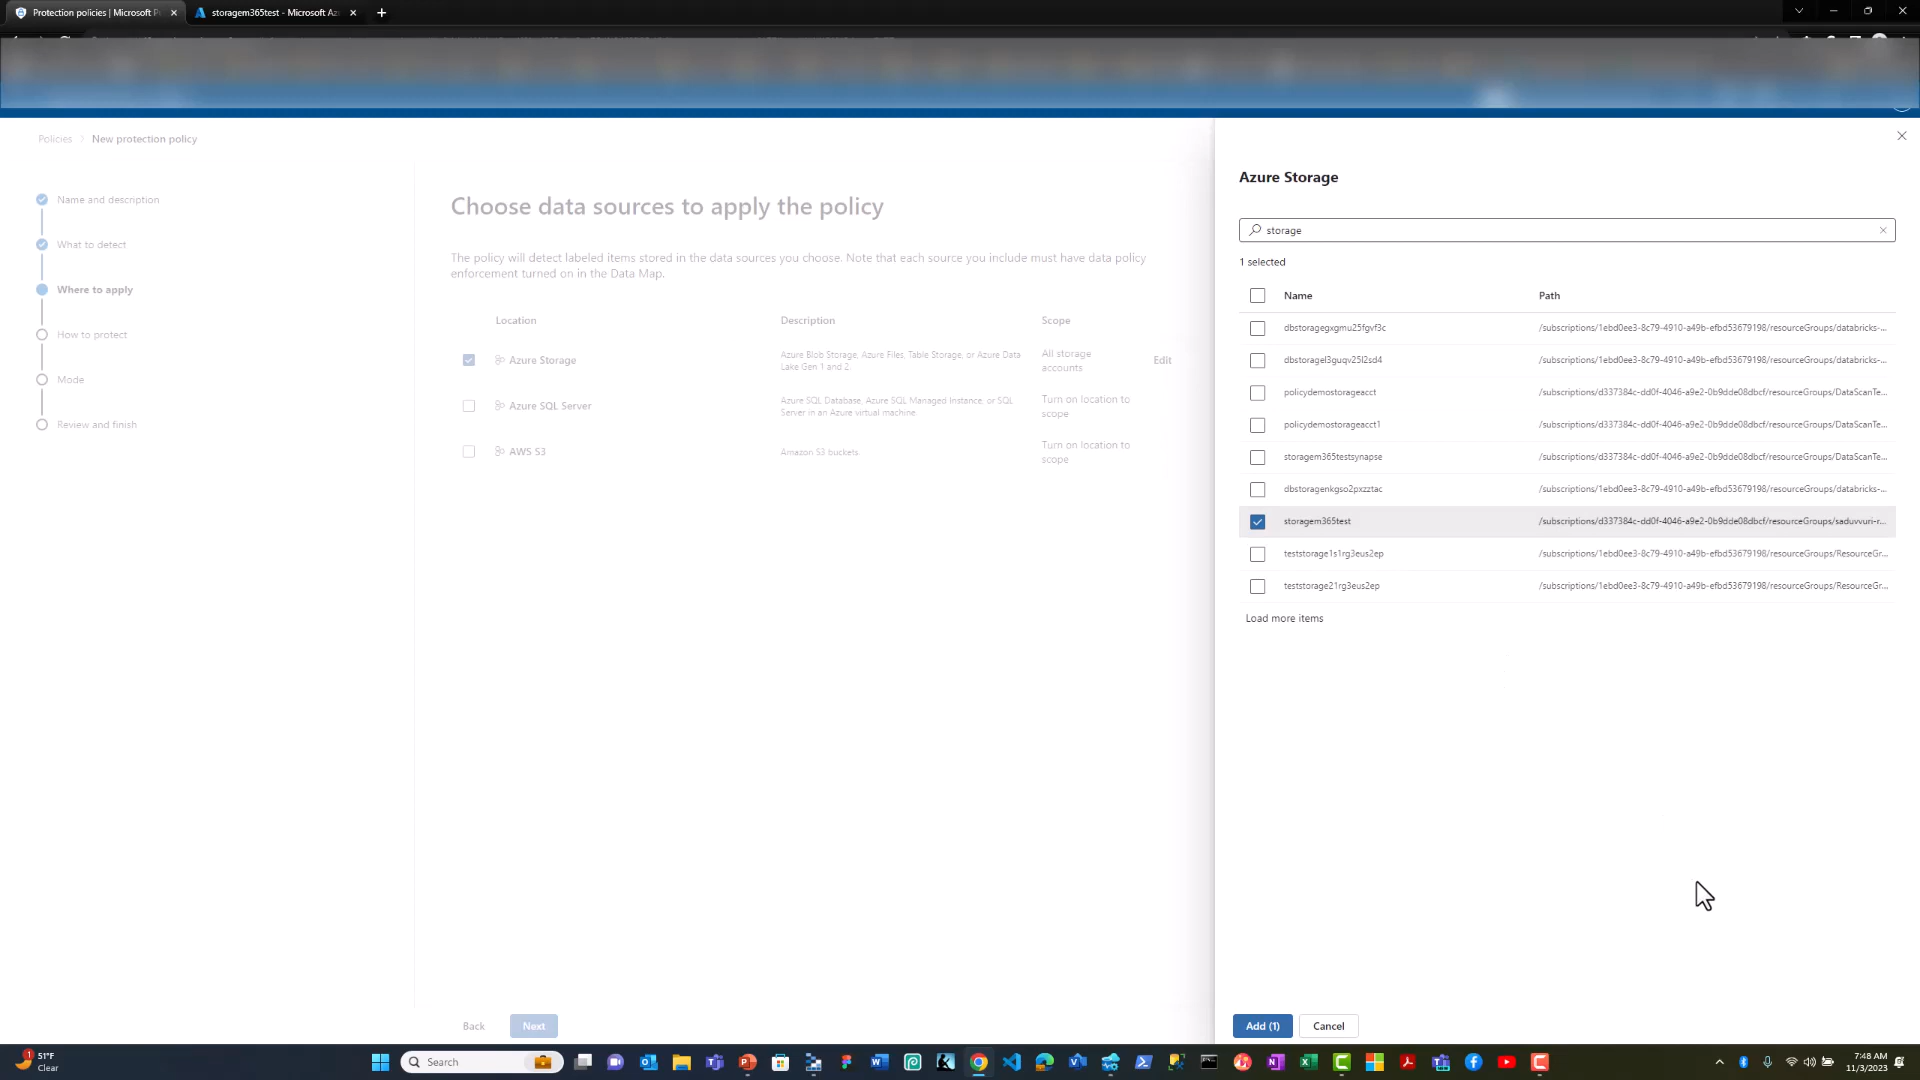 Protection policies | Microsoft P
storagem365test - Microsoft Az
Policies
New protection policy
Name and description
What to detect
Where to apply
How to protect
Mode
Review and finish
Choose data sources to apply the policy
The policy will detect labeled items stored in the data sources you choose. Note that each source you include must have data policy
enforcement turned on in the Data Map.
Location Description Scope
Azure Storage
Azure Blob Storage, Azure Files, Table Storage, or Azure Data
Lake Gen 1 and 2.
All storage
accounts
Edit
Azure SQL Server
Azure SQL Database, Azure SQL Managed Instance, or SQL
Server in an Azure virtual machine
Turn on location to
scope
AWS S3
Amazon S3 buckets
Turn on location to
scope
Back
Next
Azure Storage
storage
1 selected
Name Path
dbstoragegxgmu25fgvf3c /subscriptions/1ebd0ee3-8c79-4910-a49b-efbd53679198/resourceGroups/databricks-...
dbstoragel3guqv25l2sd4 /subscriptions/1ebd0ee3-8c79-4910-a49b-efbd53679198/resourceGroups/databricks-...
policydemostorageacct /subscriptions/d337384c-dd0f-4046-a9e2-0b9dde08dbcf/resourceGroups/DataScanTe...
policydemostorageacct1 /subscriptions/d337384c-dd0f-4046-a9e2-0b9dde08dbcf/resourceGroups/DataScanTe...
storagem365testsynapse /subscriptions/d337384c-dd0f-4046-a9e2-0b9dde08dbcf/resourceGroups/DataScanTe...
dbstoragenkgso2pxzztac /subscriptions/1ebd0ee3-8c79-4910-a49b-efbd53679198/resourceGroups/databricks-...
storagem365test /subscriptions/d337384c-dd0f-4046-a9e2-0b9dde08dbcf/resourceGroups/saduvvuri-r...
teststorage1s1rg3eus2ep /subscriptions/1ebd0ee3-8c79-4910-a49b-efbd53679198/resourceGroups/ResourceGr...
teststorage21rg3eus2ep /subscriptions/1ebd0ee3-8c79-4910-a49b-efbd53679198/resourceGroups/ResourceGr...
Load more items
Add (1)
Cancel
1
51°F
Clear
Search
7:48 AM
11/3/2023